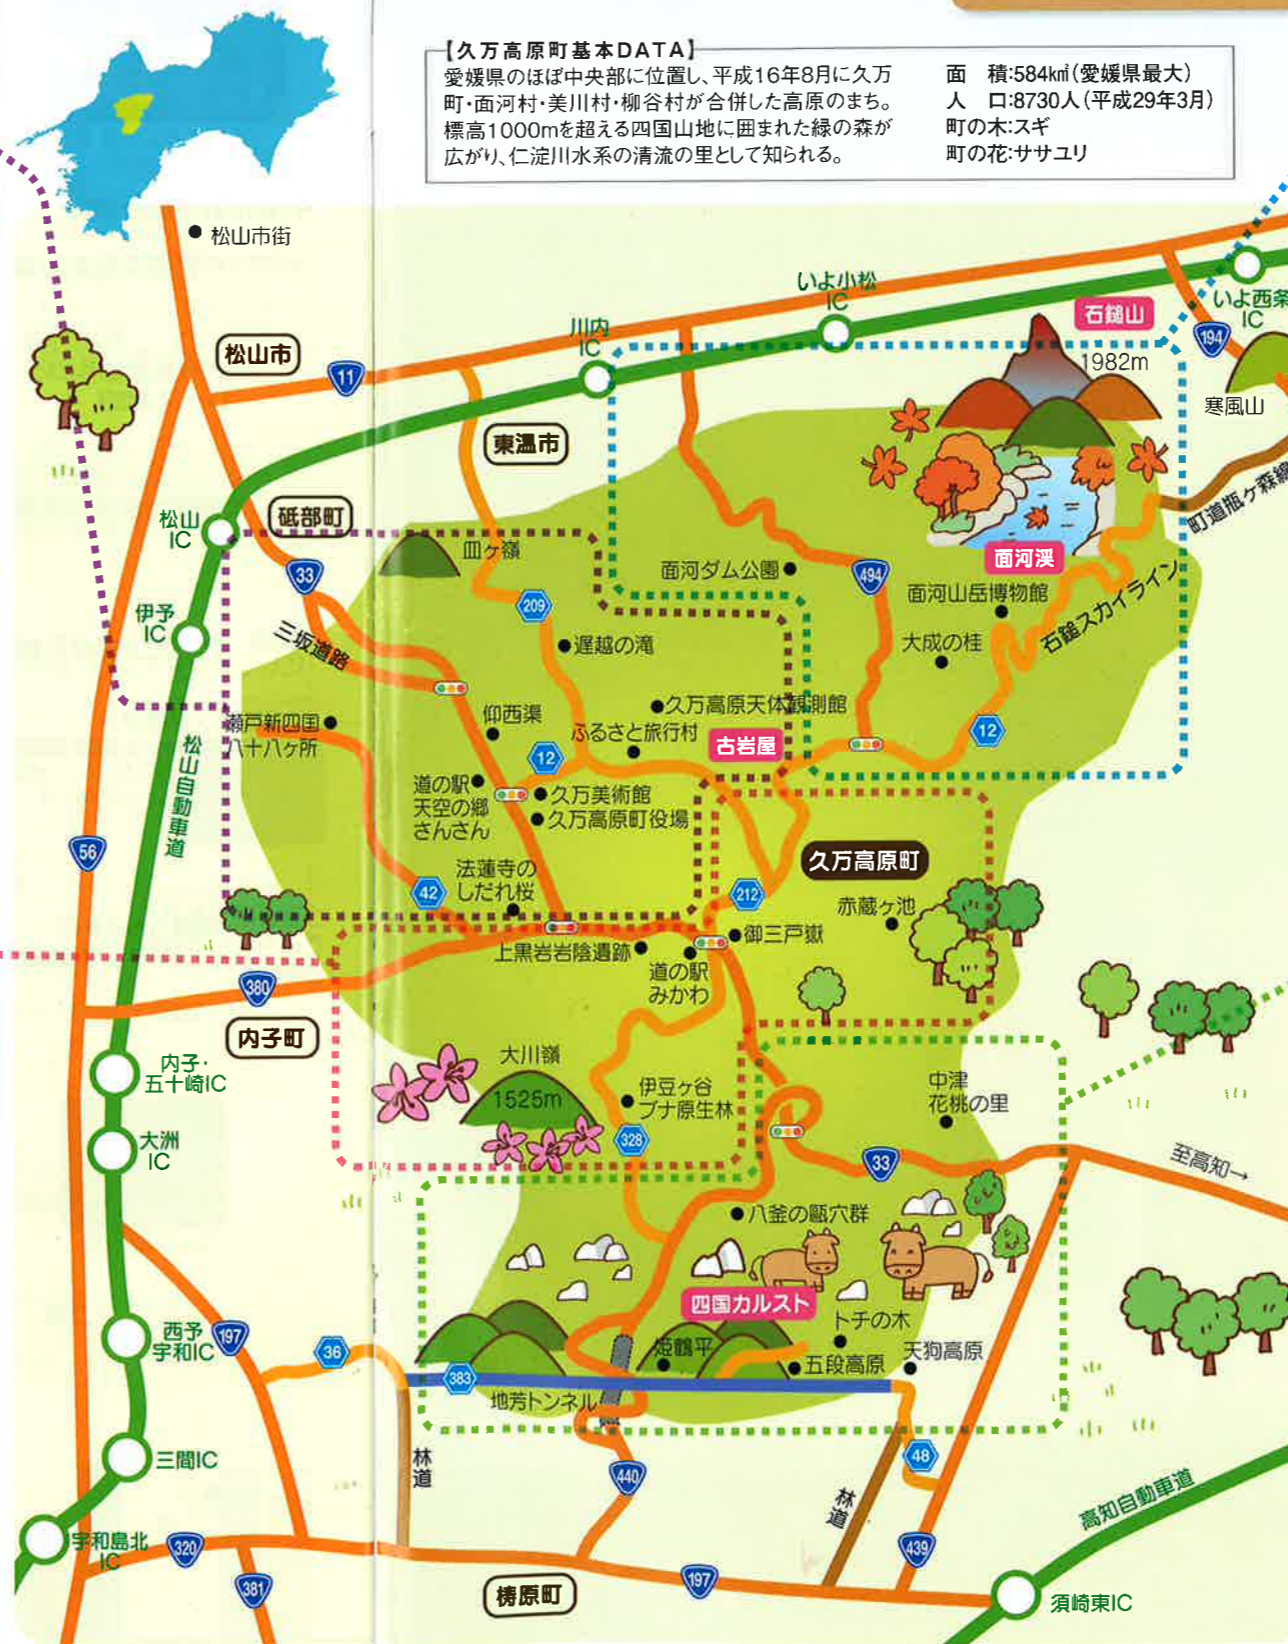 【久万高原町基本DATA】
愛媛県のほぼ中央部に位置し、平成16年8月に久万
町・面河村・美川村・柳谷村が合併した高原のまち。
標高1000mを超える四国山地に囲まれた緑の森が
広がり、仁淀川水系の清流の里として知られる。
面　積:584㎢(愛媛県最大)
人　口:8730人(平成29年3月)
町の木:スギ
町の花:ササユリ
松山市街
いよ小松
IC
いよ西条
IC
石鎚山
1982m
194
寒風山
川内
IC
松山市
11
東温市
町道瓶ヶ森線
松山
IC
砥部町
皿ヶ嶺
33
面河渓
面河ダム公園
494
面河山岳博物館
石鎚スカイライン
209
伊予
IC
三坂道路
遅越の滝
大成の桂
瀬戸新四国
八十八ヶ所
仰西渠
久万高原天体観測館
ふるさと旅行村
古岩屋
12
12
松山自動車道
道の駅
天空の郷
さんさん
久万美術館
久万高原町役場
56
久万高原町
法蓮寺の
しだれ桜
42
212
赤蔵ヶ池
御三戸嶽
上黒岩岩陰遺跡
道の駅
みかわ
380
内子町
内子・
五十崎IC
大川嶺
1525m
伊豆ヶ谷
ブナ原生林
中津
花桃の里
328
大洲
IC
33
至高知→
八釜の甌穴群
四国カルスト
トチの木
西予
宇和IC
197
36
姫鶴平
五段高原
天狗高原
383
地芳トンネル
三間IC
林道
440
48
林道
高知自動車道
宇和島北
IC
320
439
381
梼原町
197
須崎東IC